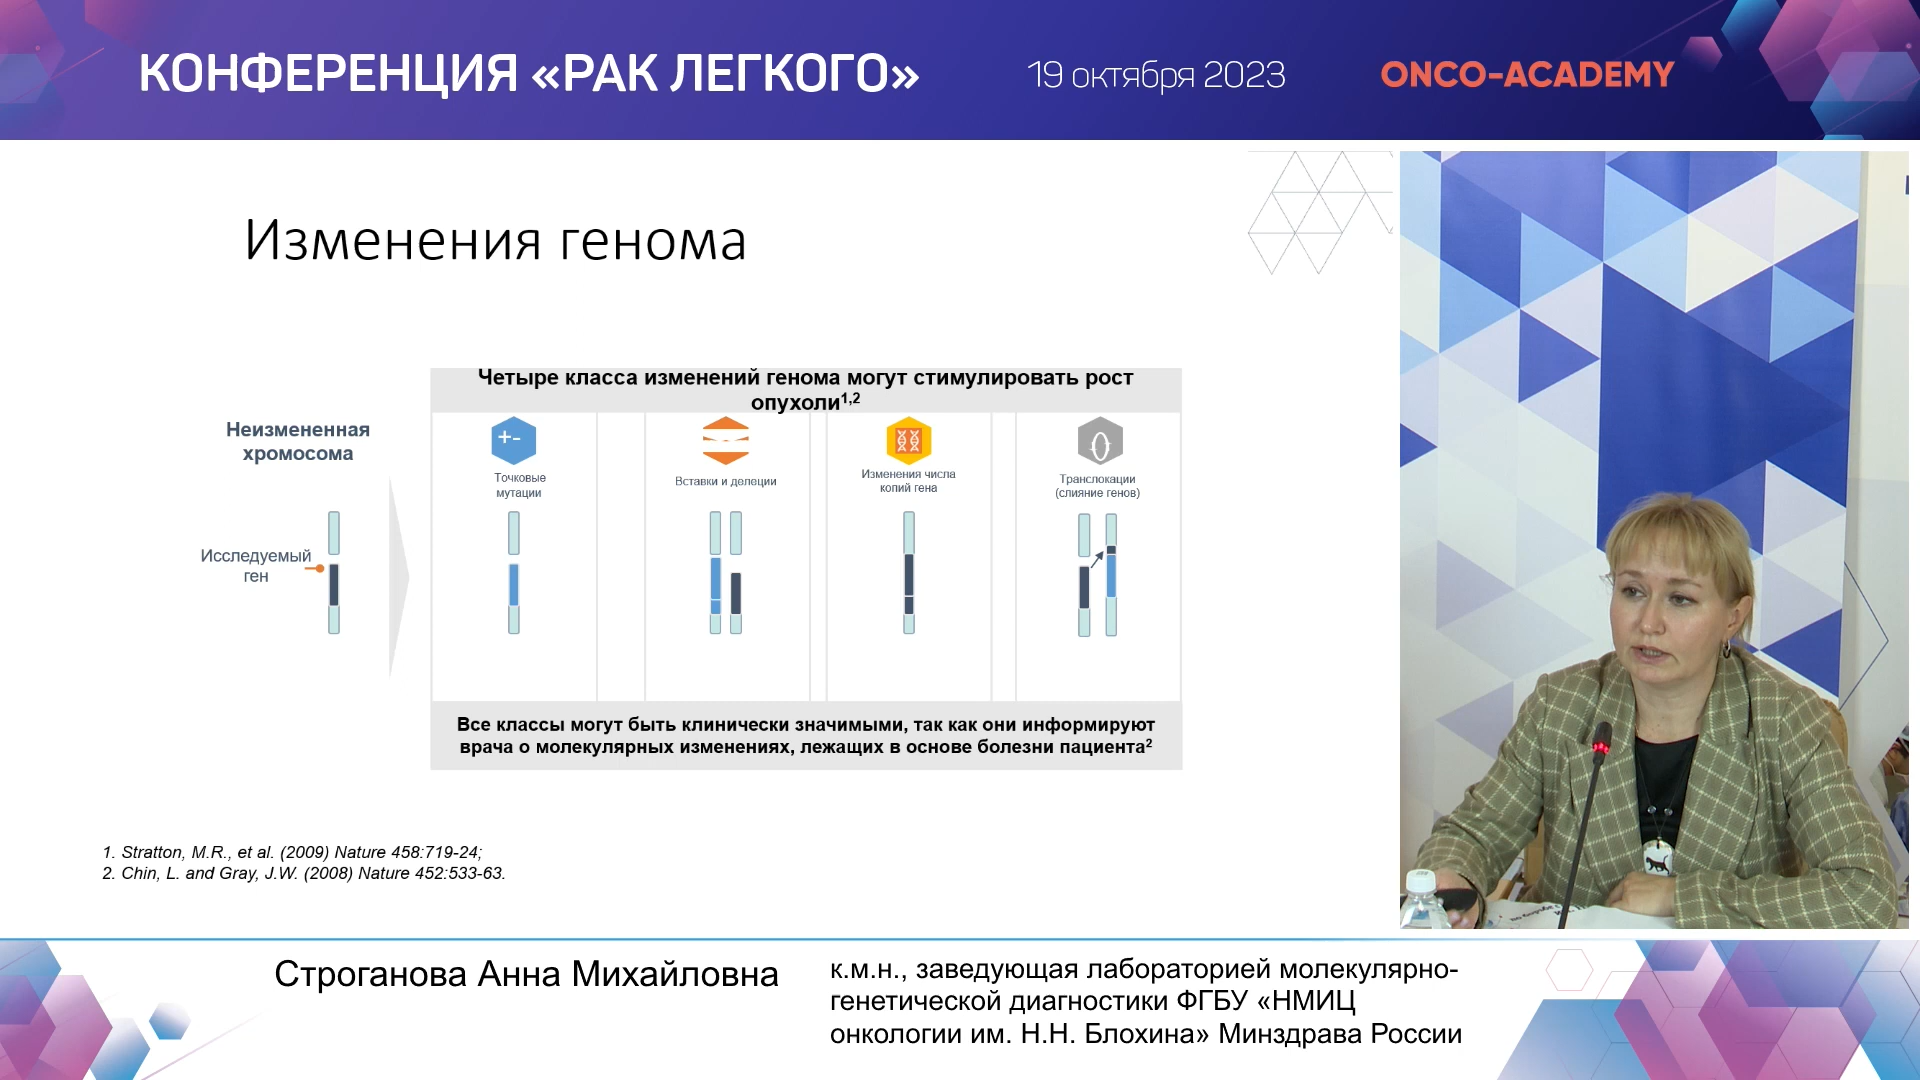 КОНФЕРЕНЦИЯ «РАК ЛЕГКОГО»
19 октября 2023
ONCO-ACADEMY
Изменения генома
Четыре класса изменений генома могут стимулировать рост
опухоли1,2
Неизмененная
хромосома
Точковые
мутации
Вставки и делеции
Изменения числа
копий гена
Транслокации
(слияние генов)
Исследуемый
ген
Все классы могут быть клинически значимыми, так как они информируют
врача о молекулярных изменениях, лежащих в основе болезни пациента2
1. Stratton, M.R., et al. (2009) Nature 458:719-24;
2. Chin, L. and Gray, J.W. (2008) Nature 452:533-63.
Строганова Анна Михайловна
к.м.н., заведующая лабораторией молекулярно-
генетической диагностики ФГБУ «НМИЦ
онкологии им. Н.Н. Блохина» Минздрава России